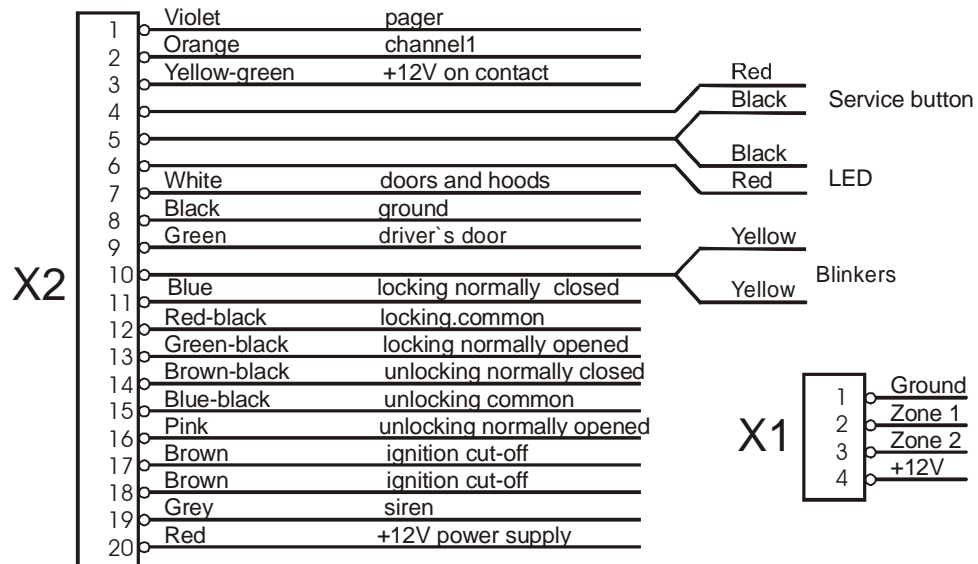 X2
1 Violet pager
2 Orange channel1
3 Yellow-green +12V on contact
4 Red
Black Service button
5
Black
6 Red LED
7 White doors and hoods
8 Black ground
9 Green driver`s door
10 Yellow
Yellow Blinkers
11 Blue locking normally closed
12 Red-black locking.common
13 Green-black locking normally opened
14 Brown-black unlocking normally closed
15 Blue-black unlocking common
16 Pink unlocking normally opened
17 Brown ignition cut-off
18 Brown ignition cut-off
19 Grey siren
20 Red +12V power supply
X1
1 Ground
2 Zone 1
3 Zone 2
4 +12V